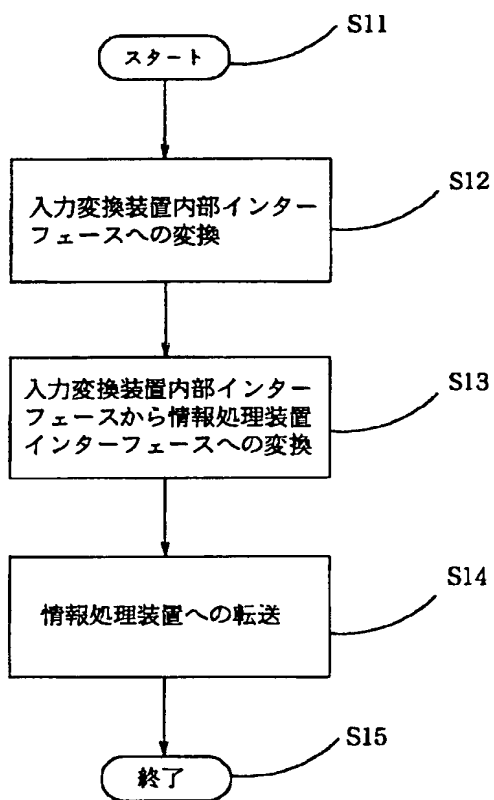 S11
スタート
S12
入力変換装置内部インター
フェースへの変換
S13
入力変換装置内部インター
フェースから情報処理装置
インターフェースへの変換
S14
情報処理装置への転送
S15
終了